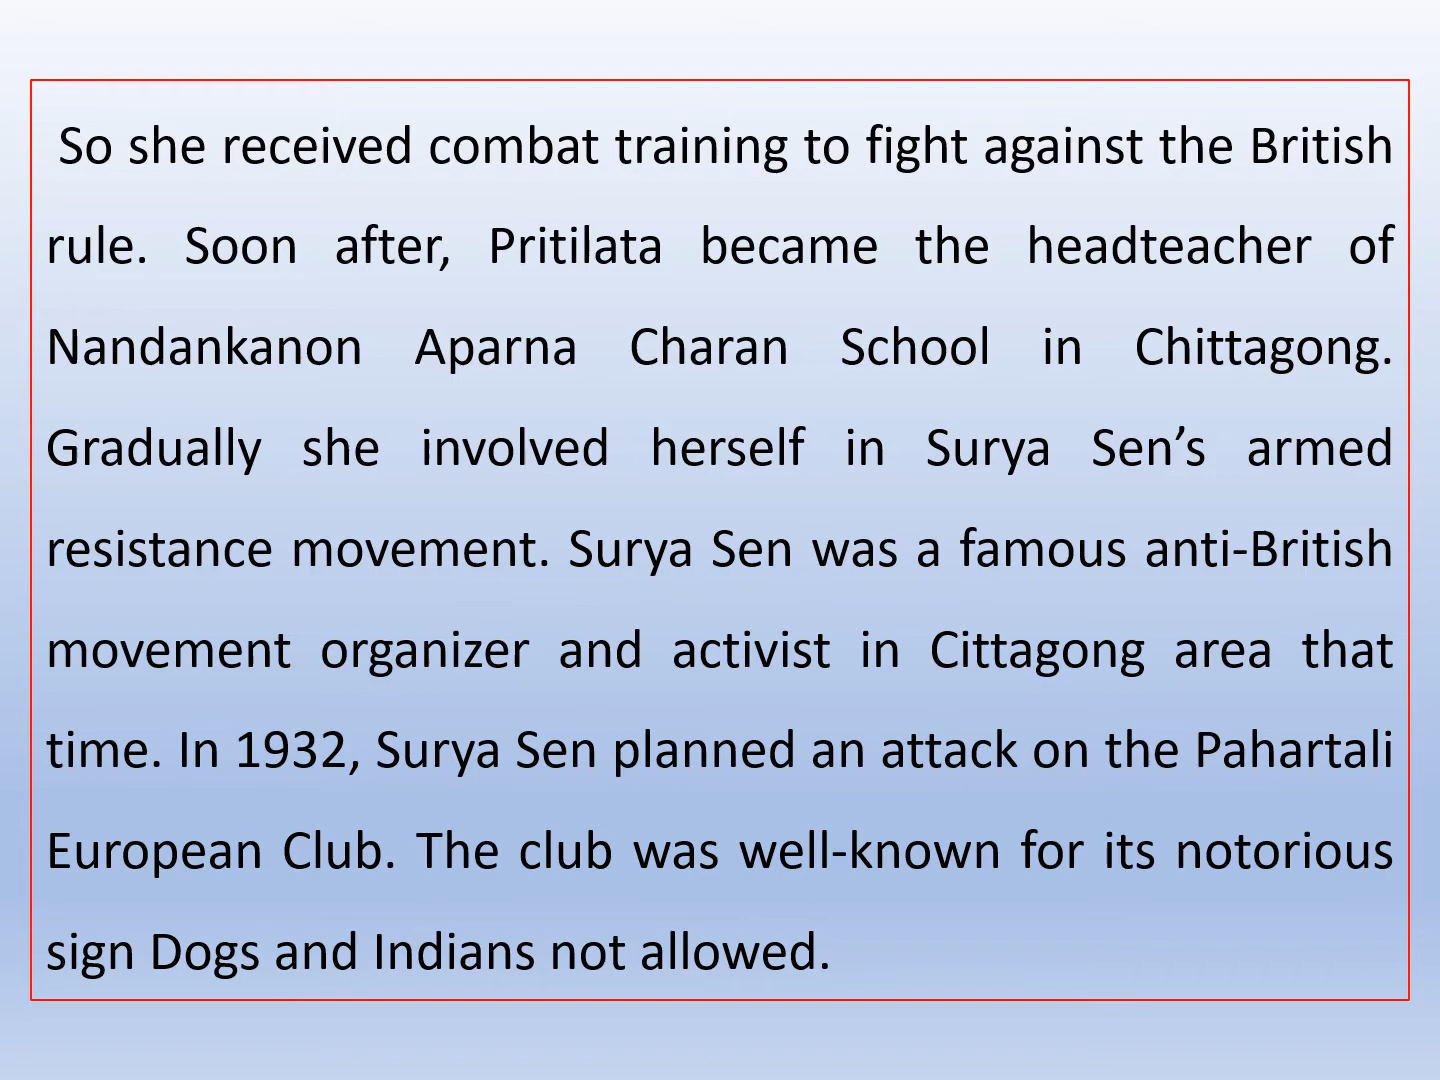 So she received combat training to fight against the British
rule. Soon after, Pritilata became the headteacher of
Nandankanon Aparna Charan School in Chittagong.
Gradually she involved herself in Surya Sen’s armed
resistance movement. Surya Sen was a famous anti-British
movement organizer and activist in Cittagong area that
time. In 1932, Surya Sen planned an attack on the Pahartali
European Club. The club was well-known for its notorious
sign Dogs and Indians not allowed.